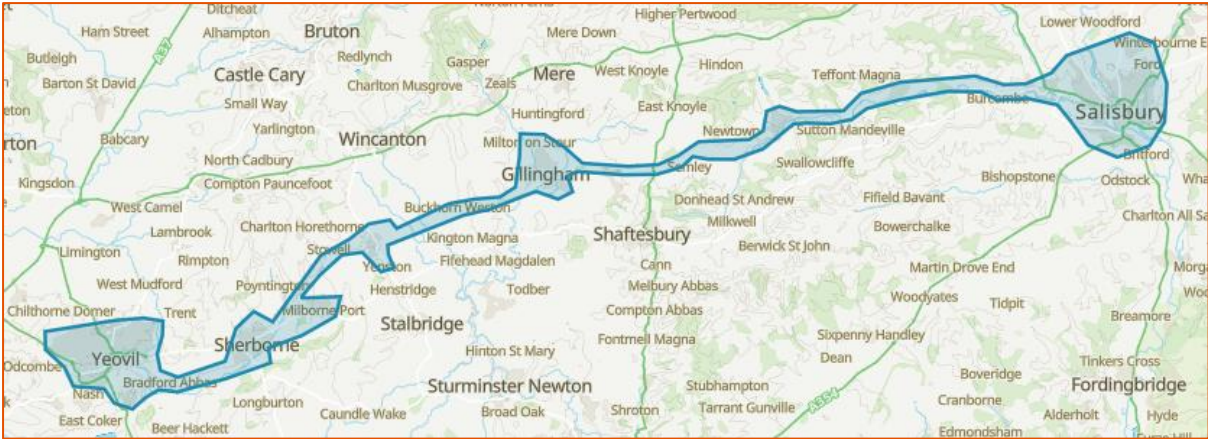 Ditcheat
Higher Pertwood
Lower Woodford
Ham Street
A37
Alhampton
Bruton
Mere Down
Winterbourne E
Butleigh
Redlynch
Gasper
Hindon
Ford
Castle Cary
Mere
West Knoyle
Teffont Magna
Barton St David
Charlton Musgrove
Zeals
Burcombe
Small Way
Huntingford
East Knoyle
Salisbury
Babcary
Yarlington
Wincanton
Milton on Stour
Newtown
Sutton Mandeville
rton
North Cadbury
Semley
Swallowcliffe
Britford
Kingsdon
Compton Pauncefoot
Gillingham
Bishopstone
Odstock
Wha
West Camel
Buckhorn Weston
Donhead St Andrew
Fifield Bavant
Lambrook
Charlton Horethorne
Milkwell
Bowerchalke
Charlton All Sa
Limington
Rimpton
Stowell
Kington Magna
Shaftesbury
Berwick St John
Fifehead Magdalen
Yenston
Cann
Martin Drove End
Morga
West Mudford
Poyntington
Henstridge
Todber
Melbury Abbas
Woodyates
Tidpit
Woo
Chilthorne Domer
Trent
Milborne Port
Compton Abbas
Breamore
Stalbridge
Sixpenny Handley
Yeovil
Sherborne
Hinton St Mary
Fontmell Magna
Dean
Tinkers Cross
Odcombe
Bradford Abbas
Boveridge
Nash
Sturminster Newton
Stubhampton
Fordingbridge
Longburton
Caundle Wake
Broad Oak
Shroton
Tarrant Gunville
A354
Cranborne
Alderholt
Hyde
East Coker
Beer Hackett
Edmondsham